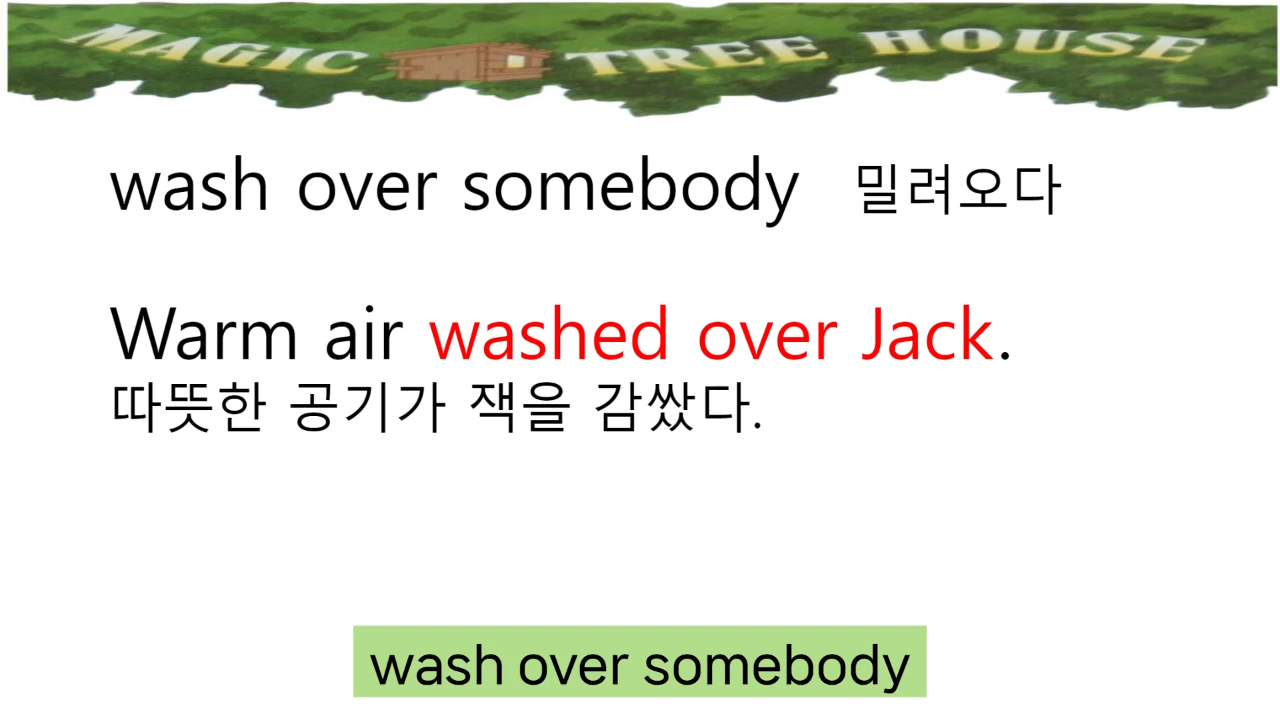 MAGIC TREE HOUSE
wash over somebody 밀려오다
Warm air washed over Jack.
따뜻한 공기가 잭을 감쌌다.
wash over somebody